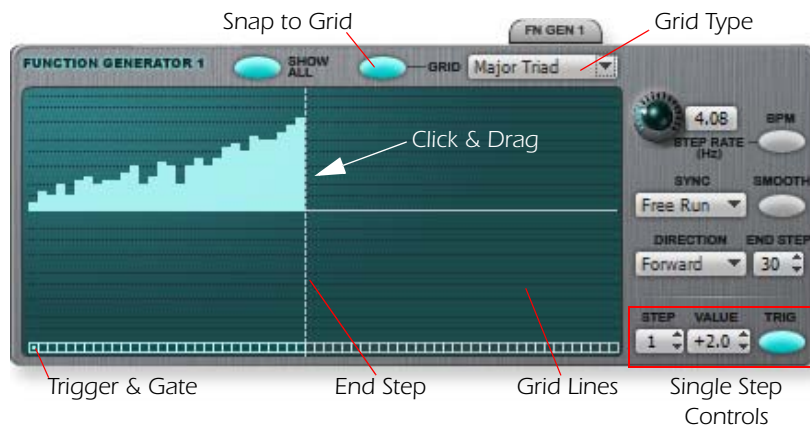 Snap to Grid
Grid Type
FN GEN 1
FUNCTION GENERATOR 1
SHOW ALL
GRID
Major Triad
Click & Drag
4.08
BPM
STEP RATE (Hz)
SYNC
SMOOTH
Free Run
DIRECTION
END STEP
Forward
30
STEP
VALUE
TRIG
1
+2.0
Trigger & Gate
End Step
Grid Lines
Single Step
Controls